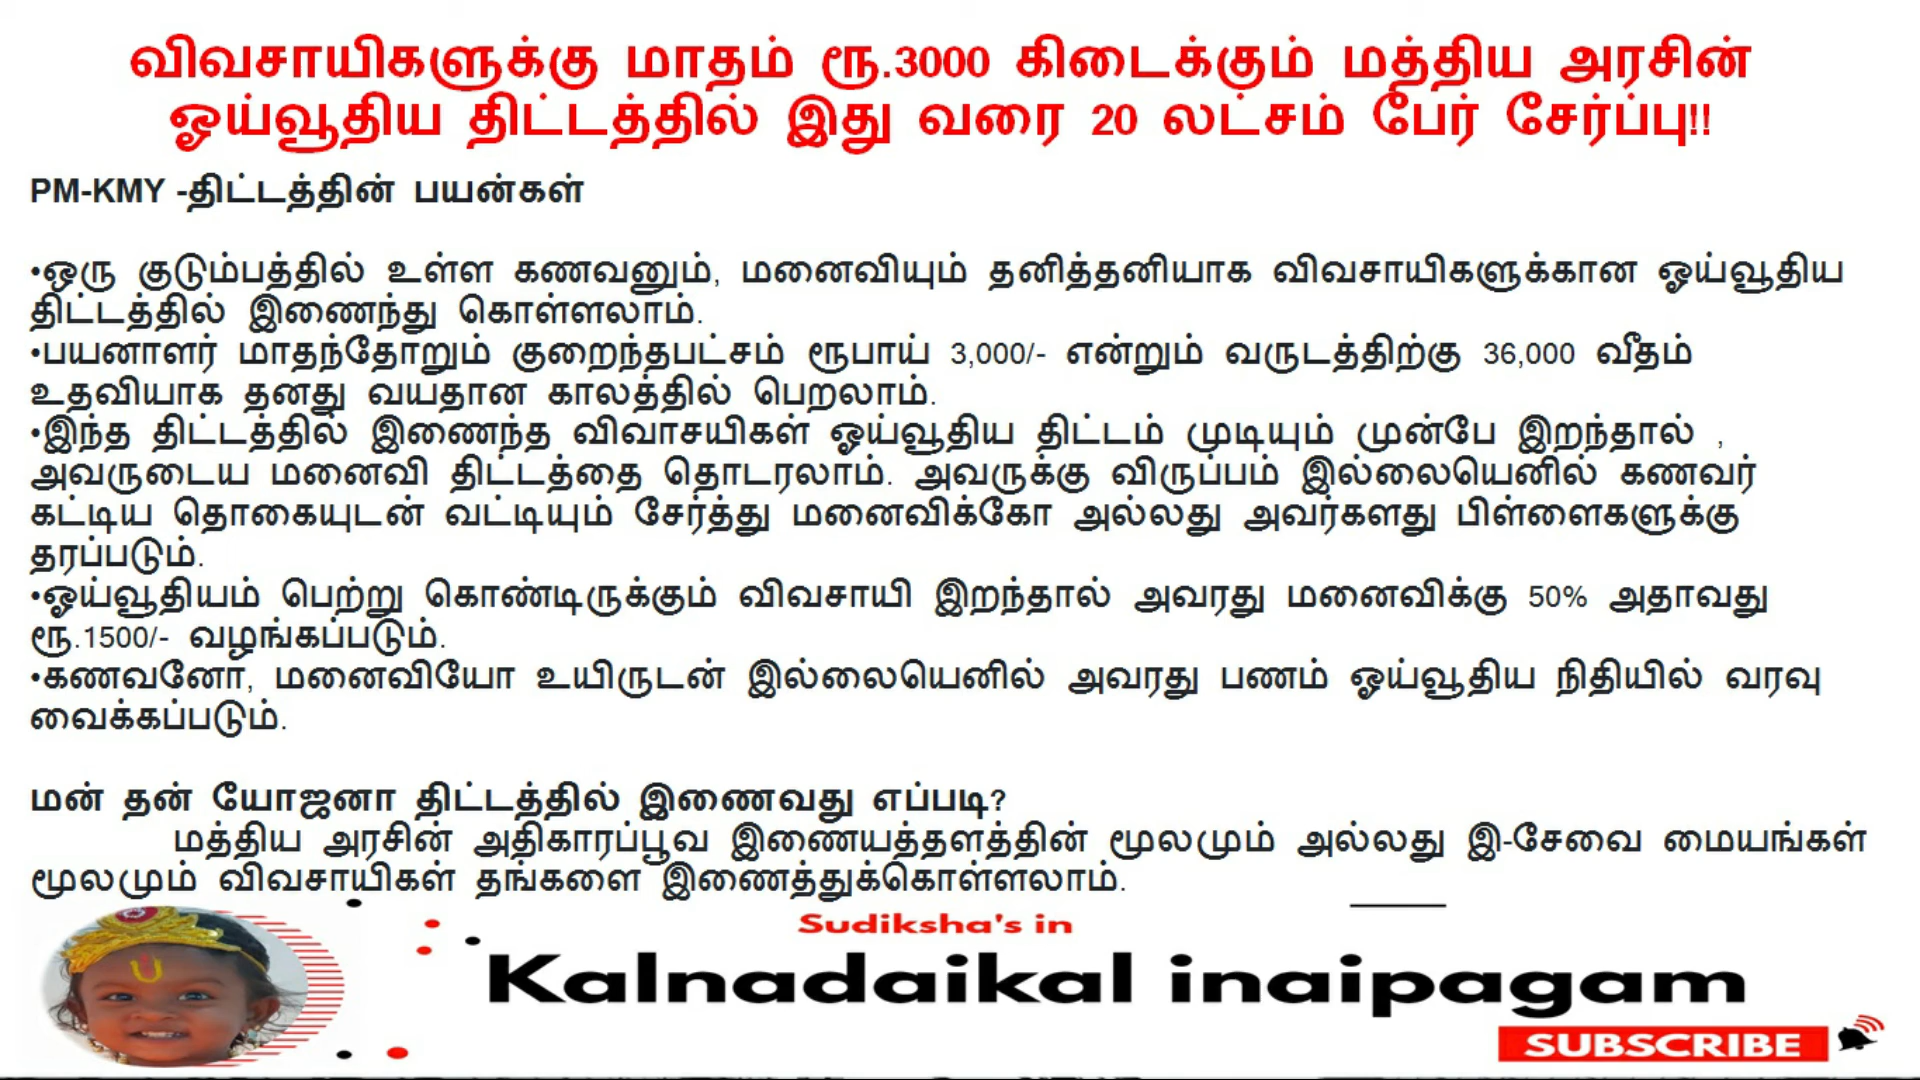 விவசாயிகளுக்கு மாதம் ரூ.3000 கிடைக்கும் மத்திய அரசின்
ஓய்வூதிய திட்டத்தில் இது வரை 20 லட்சம் பேர் சேர்ப்பு!!
PM-KMY -திட்டத்தின் பயன்கள்
•ஒரு குடும்பத்தில் உள்ள கணவனும், மனைவியும் தனித்தனியாக விவசாயிகளுக்கான ஓய்வூதிய
திட்டத்தில் இணைந்து கொள்ளலாம்.
•பயனாளர் மாதந்தோறும் குறைந்தபட்சம் ரூபாய் 3,000/- என்றும் வருடத்திற்கு 36,000 வீதம்
உதவியாக தனது வயதான காலத்தில் பெறலாம்.
•இந்த திட்டத்தில் இணைந்த விவாசயிகள் ஓய்வூதிய திட்டம் முடியும் முன்பே இறந்தால் ,
அவருடைய மனைவி திட்டத்தை தொடரலாம். அவருக்கு விருப்பம் இல்லையெனில் கணவர்
கட்டிய தொகையுடன் வட்டியும் சேர்த்து மனைவிக்கோ அல்லது அவர்களது பிள்ளைகளுக்கு
தரப்படும்.
•ஓய்வூதியம் பெற்று கொண்டிருக்கும் விவசாயி இறந்தால் அவரது மனைவிக்கு 50% அதாவது
ரூ.1500/- வழங்கப்படும்.
•கணவனோ, மனைவியோ உயிருடன் இல்லையெனில் அவரது பணம் ஓய்வூதிய நிதியில் வரவு
வைக்கப்படும்.
மன் தன் யோஜனா திட்டத்தில் இணைவது எப்படி?
மத்திய அரசின் அதிகாரப்பூவ இணையத்தளத்தின் மூலமும் அல்லது இ-சேவை மையங்கள்
மூலமும் விவசாயிகள் தங்களை இணைத்துக்கொள்ளலாம்.
Sudiksha's in
Kalnadaikal inaipagam
SUBSCRIBE